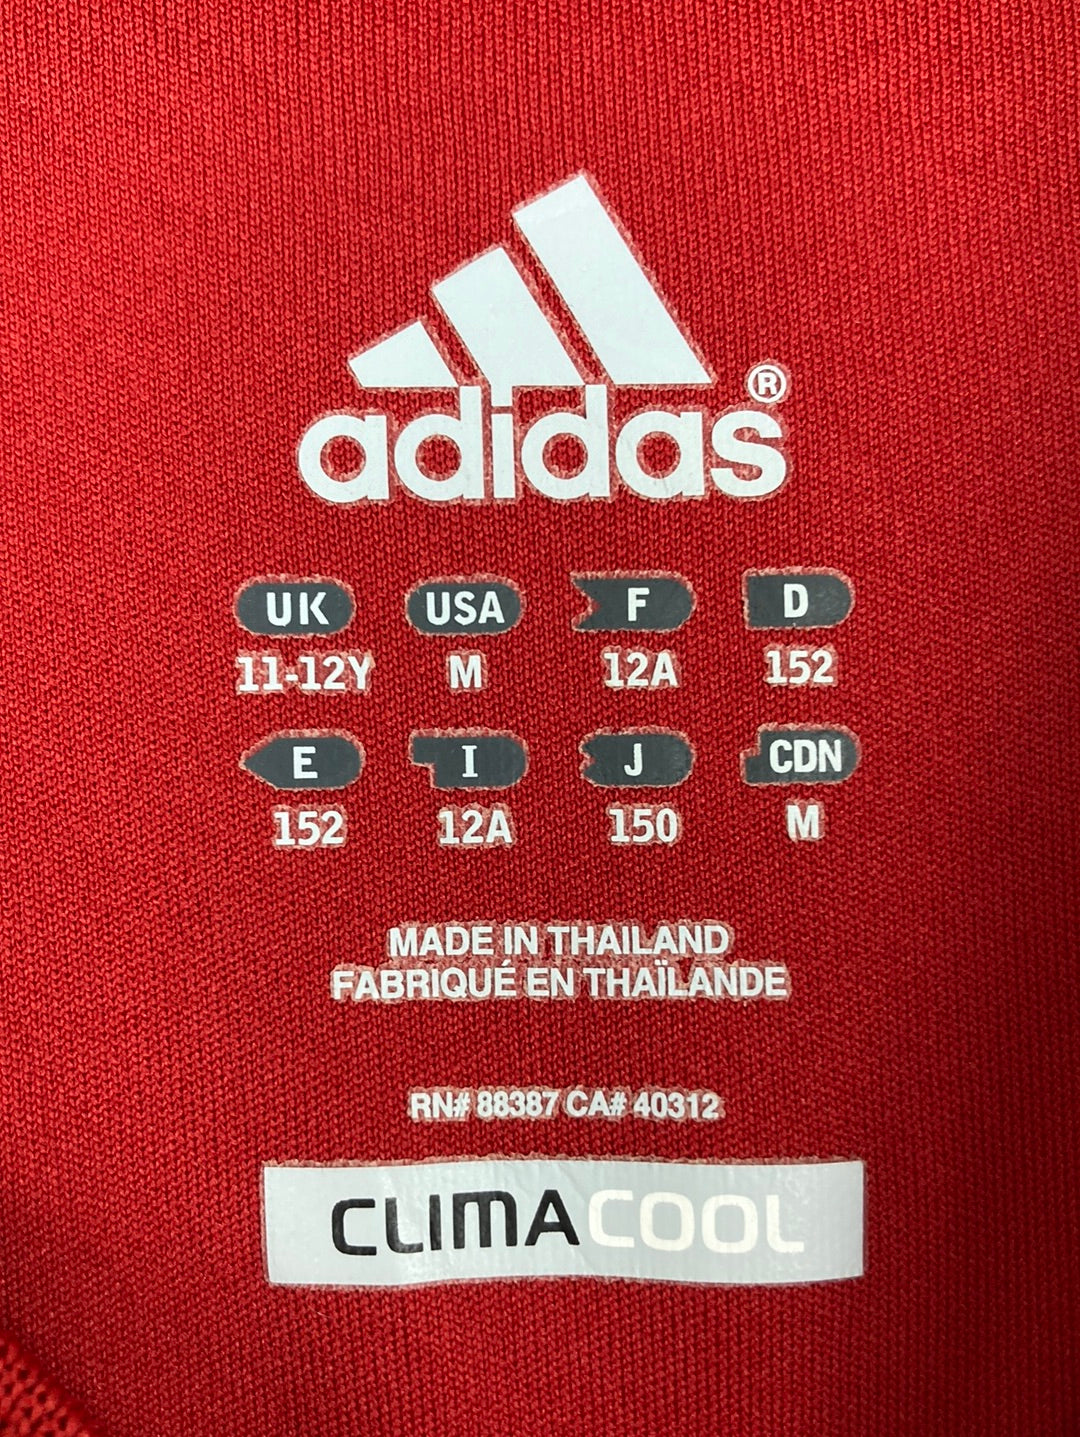 adidas®
UK USA F D
11-12Y M 12A 152
E I J CDN
152 12A 150 M
MADE IN THAILAND
FABRIQUÉ EN THAÏLANDE
RN# 88387 CA# 40312
CLIMACOOL